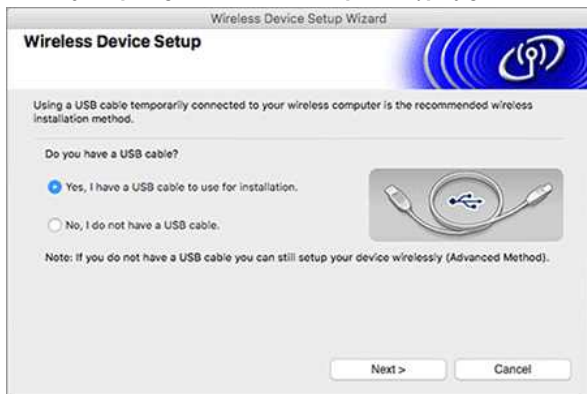 Wireless Device Setup Wizard
Wireless Device Setup
Using a USB cable temporarily connected to your wireless computer is the recommended wireless
installation method.
Do you have a USB cable?
Yes, I have a USB cable to use for installation.
No, I do not have a USB cable.
Note: If you do not have a USB cable you can still setup your device wirelessly (Advanced Method).
Next >
Cancel